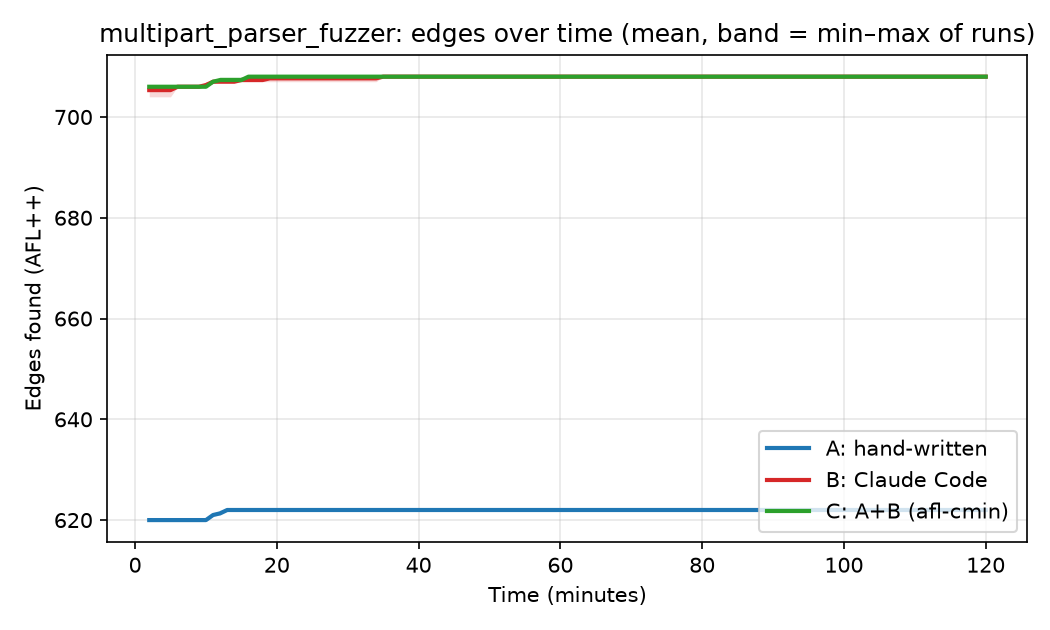 multipart_parser_fuzzer: edges over time (mean, band = min–max of runs)
Edges found (AFL++)
700
680
660
640
620
A: hand-written
B: Claude Code
C: A+B (afl-cmin)
0 20 40 60 80 100 120
Time (minutes)